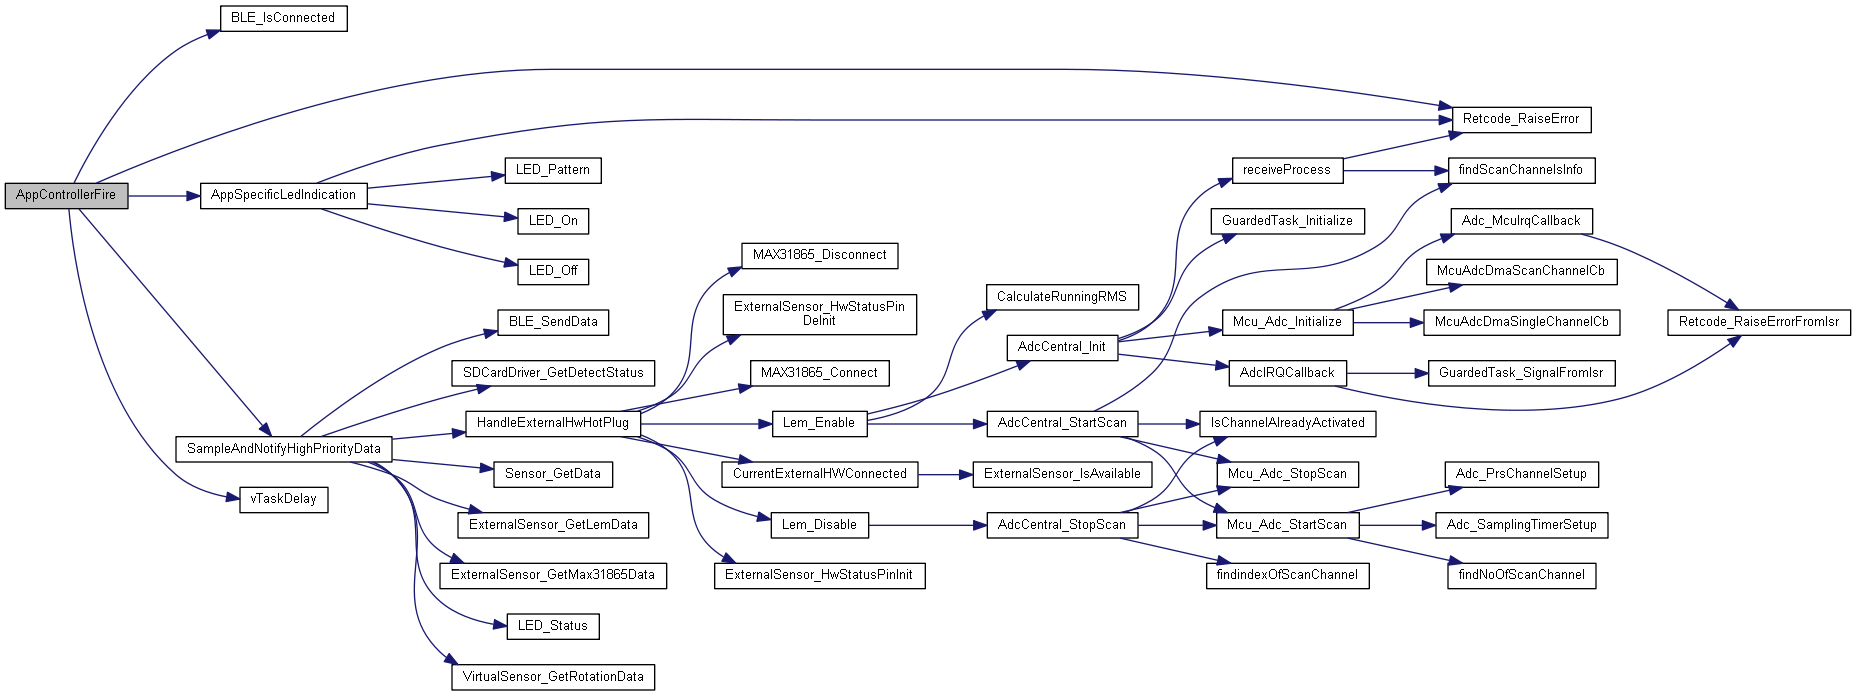 BLE_IsConnected
Retcode_RaiseError
LED_Pattern
receiveProcess
findScanChannelsInfo
AppControllerFire
AppSpecificLedIndication
LED_On
GuardedTask_Initialize
Adc_McuIrqCallback
MAX31865_Disconnect
LED_Off
McuAdcDmaScanChannelCb
CalculateRunningRMS
ExternalSensor_HwStatusPin
DeInit
BLE_SendData
Mcu_Adc_Initialize
McuAdcDmaSingleChannelCb
Retcode_RaiseErrorFromIsr
AdcCentral_Init
SDCardDriver_GetDetectStatus
MAX31865_Connect
AdcIRQCallback
GuardedTask_SignalFromIsr
HandleExternalHwHotPlug
Lem_Enable
AdcCentral_StartScan
IsChannelAlreadyActivated
SampleAndNotifyHighPriorityData
Sensor_GetData
CurrentExternalHWConnected
ExternalSensor_IsAvailable
Mcu_Adc_StopScan
Adc_PrsChannelSetup
vTaskDelay
ExternalSensor_GetLemData
Lem_Disable
AdcCentral_StopScan
Mcu_Adc_StartScan
Adc_SamplingTimerSetup
ExternalSensor_GetMax31865Data
ExternalSensor_HwStatusPinInit
findindexOfScanChannel
findNoOfScanChannel
LED_Status
VirtualSensor_GetRotationData